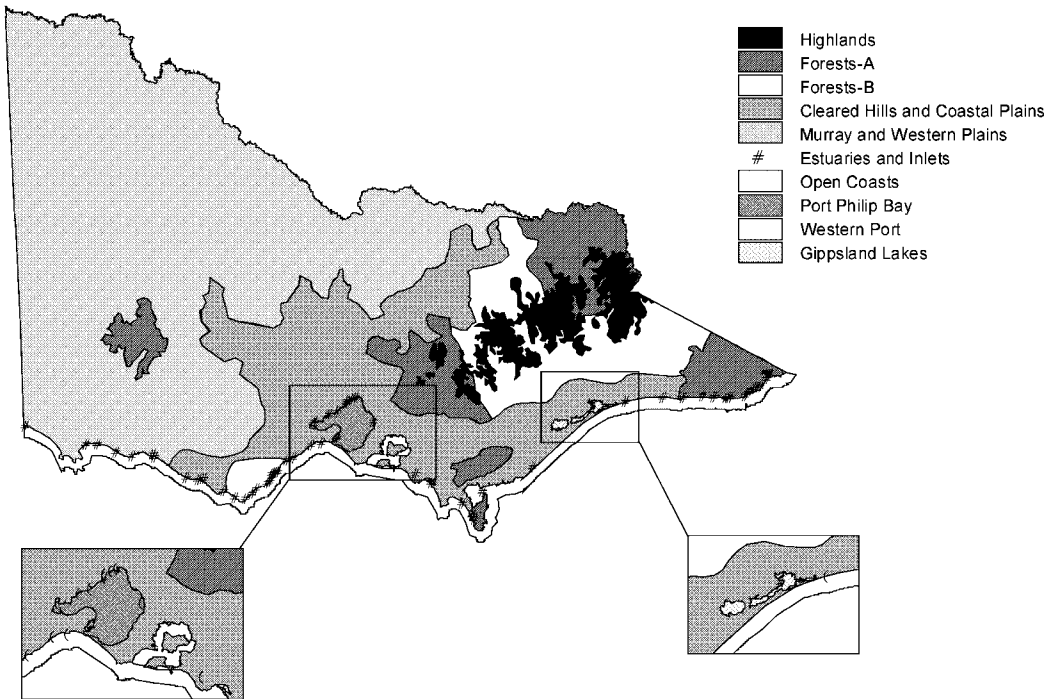 Highlands
Forests-A
Forests-B
Cleared Hills and Coastal Plains
Murray and Western Plains
# Estuaries and Inlets
Open Coasts
Port Philip Bay
Western Port
Gippsland Lakes